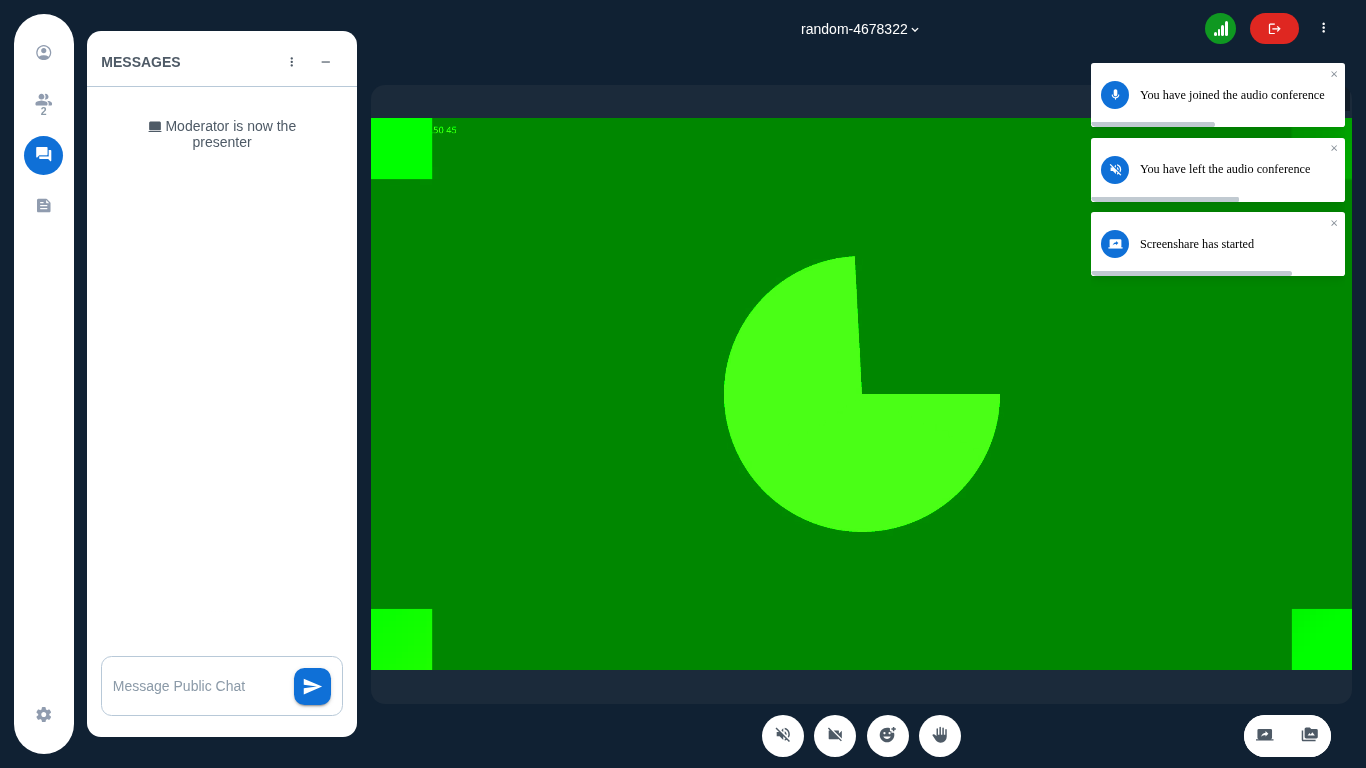 random-4678322
MESSAGES
2
Moderator is now the
presenter
50 45
You have joined the audio conference
You have left the audio conference
Screenshare has started
Message Public Chat